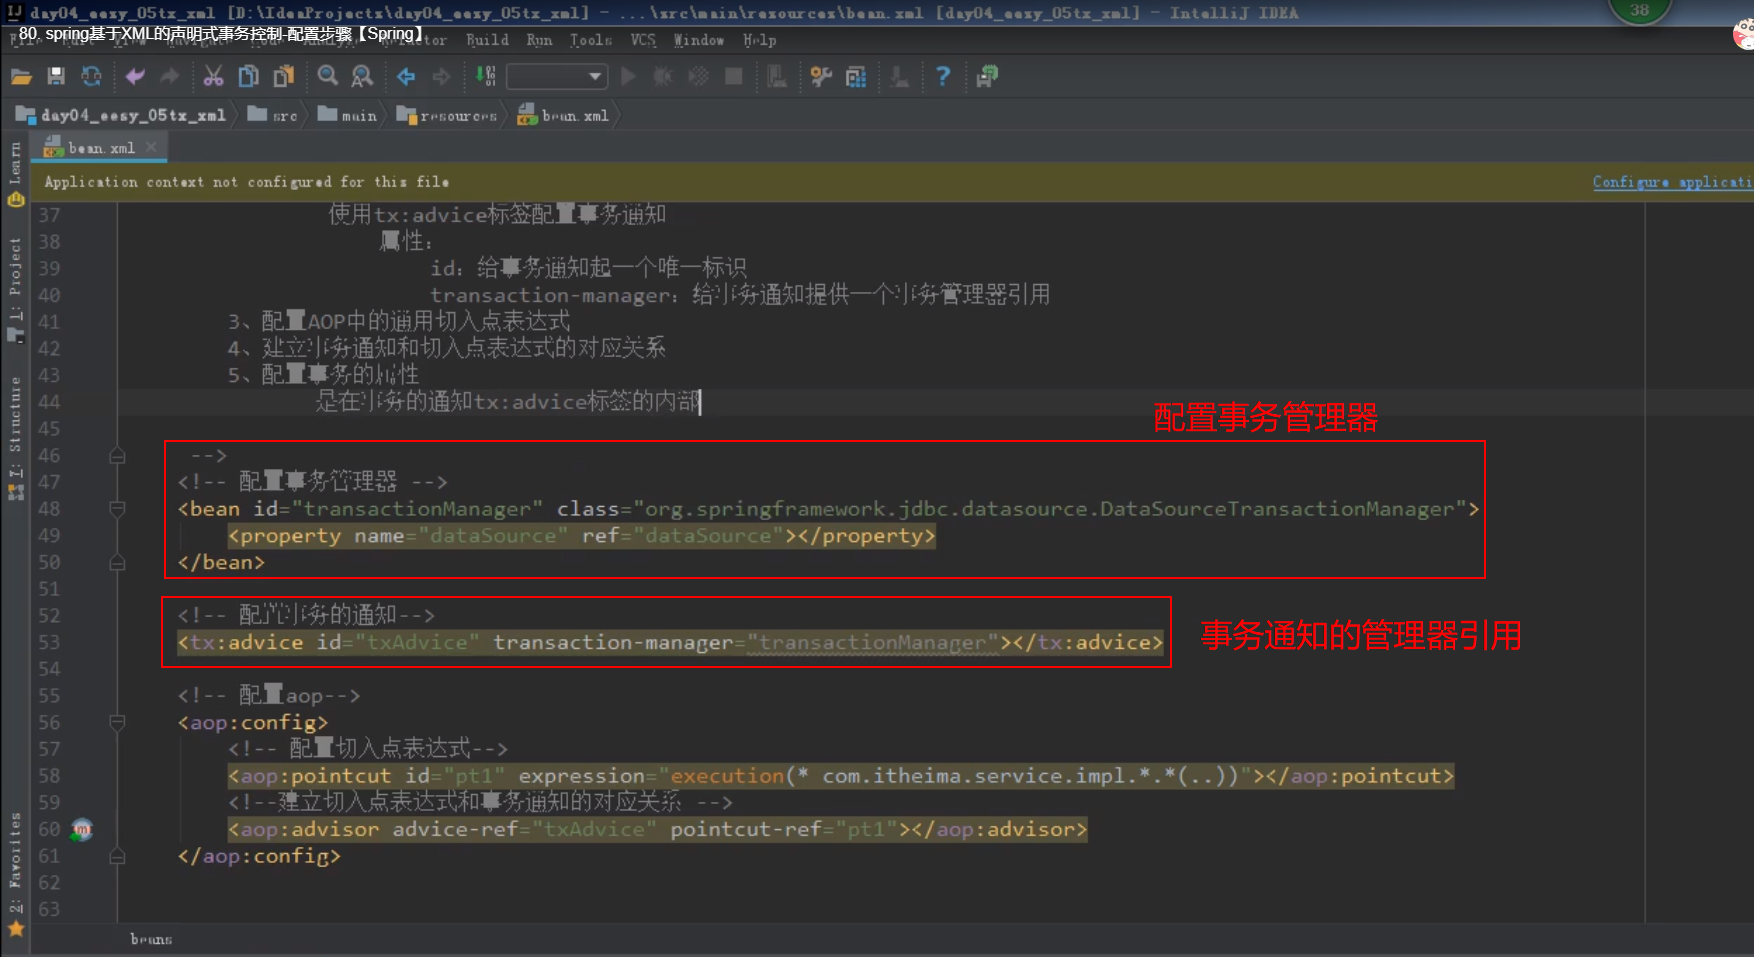 day04_eesy_05tx_xml [D:\IdeaProjects\day04_eesy_05tx_xml] - ...\src\main\resources\bean.xml [day04_eesy_05tx_xml] - IntelliJ IDEA
38
80. spring基于XML的声明式事务控制-配置步骤【Spring】
Build Run Tools VCS Window Help
day04_eesy_05tx_xml src main resources bean.xml
bean.xml
Application context not configured for this file
Configure applicati
Learn
1: Project
7: Structure
2: Favorites
37 使用tx:advice标签配置事务通知
38 属性：
39 id：给事务通知起一个唯一标识
40 transaction-manager：给事务通知提供一个事务管理器引用
41 3、配置AOP中的通用切入点表达式
42 4、建立事务通知和切入点表达式的对应关系
43 5、配置事务的属性
44 是在事务的通知tx:advice标签的内部
45
配置事务管理器
46 -->
47 <!-- 配置事务管理器 -->
48 <bean id="transactionManager" class="org.springframework.jdbc.datasource.DataSourceTransactionManager">
49 <property name="dataSource" ref="dataSource"></property>
50 </bean>
51
52 <!-- 配置事务的通知-->
53 <tx:advice id="txAdvice" transaction-manager="transactionManager"></tx:advice>
事务通知的管理器引用
54
55 <!-- 配置aop-->
56 <aop:config>
57 <!-- 配置切入点表达式-->
58 <aop:pointcut id="pt1" expression="execution(* com.itheima.service.impl.*.*(..))"></aop:pointcut>
59 <!--建立切入点表达式和事务通知的对应关系 -->
60 <aop:advisor advice-ref="txAdvice" pointcut-ref="pt1"></aop:advisor>
61 </aop:config>
62
63
beans